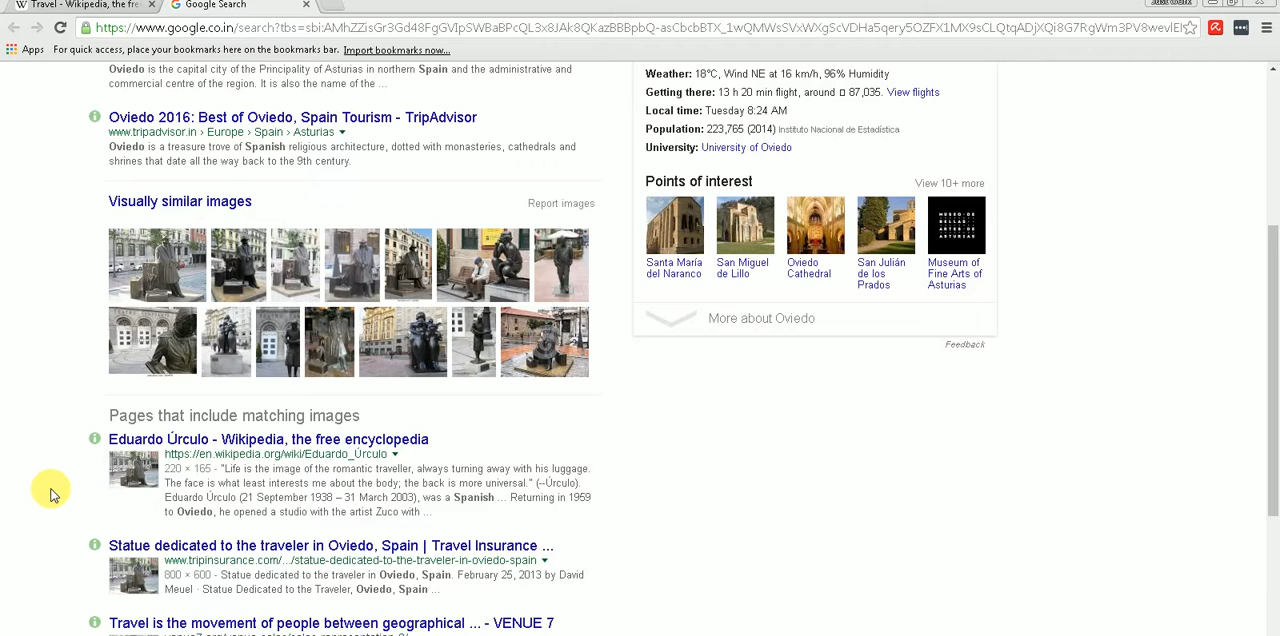 Travel - Wikipedia, the fre
Google Search
https://www.google.co.in/search?tbs=sbi:
Apps For quick access, place your bookmarks here on the bookmarks bar. Import bookmarks now...
Oviedo is the capital city of the Principality of Asturias in northern Spain and the administrative and
commercial centre of the region. It is also the name of the ...
Oviedo 2016: Best of Oviedo, Spain Tourism - TripAdvisor
www.tripadvisor.in › Europe › Spain › Asturias
Oviedo is a treasure trove of Spanish religious architecture, dotted with monasteries, cathedrals and
shrines that date all the way back to the 9th century.
Visually similar images
Report images
Pages that include matching images
Eduardo Úrculo - Wikipedia, the free encyclopedia
https://en.wikipedia.org/wiki/Eduardo_Úrculo
220 × 165 - "Life is the image of the romantic traveller, always turning away with his luggage.
The face is what least interests me about the body; the back is more universal." (--Úrculo).
Eduardo Úrculo (21 September 1938 – 31 March 2003), was a Spanish ... Returning in 1959
to Oviedo, he opened a studio with the artist Zuco with ...
Statue dedicated to the traveler in Oviedo, Spain | Travel Insurance ...
www.tripinsurance.com/.../statue-dedicated-to-the-traveler-in-oviedo-spain
800 × 600 - Statue dedicated to the traveler in Oviedo, Spain. February 25, 2013 by David
Meuel · Statue Dedicated to the Traveler, Oviedo, Spain ...
Travel is the movement of people between geographical ... - VENUE 7
Weather: 18°C, Wind NE at 16 km/h, 96% Humidity
Getting there: 13 h 20 min flight, around 87,035. View flights
Local time: Tuesday 8:24 AM
Population: 223,765 (2014) Instituto Nacional de Estadística
University: University of Oviedo
Points of interest
View 10+ more
MUSEO DE
BELLAS
ARTES DE
ASTURIAS
Santa María
del Naranco
San Miguel
de Lillo
Oviedo
Cathedral
San Julián
de los
Prados
Museum of
Fine Arts of
Asturias
More about Oviedo
Feedback